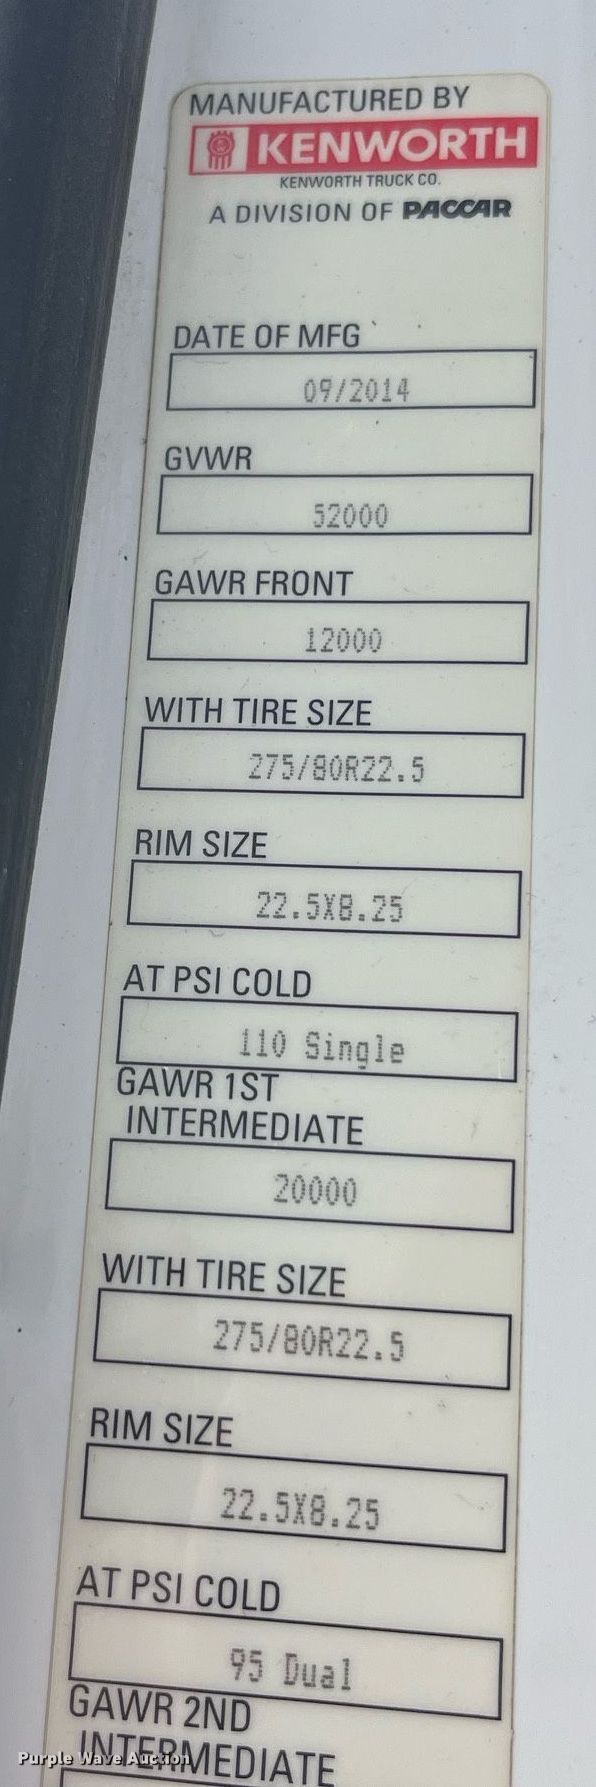 MANUFACTURED BY
KENWORTH
KENWORTH TRUCK CO.
A DIVISION OF PACCAR
DATE OF MFG
09/2014
GVWR
52000
GAWR FRONT
12000
WITH TIRE SIZE
275/80R22.5
RIM SIZE
22.5X8.25
AT PSI COLD
110 Single
GAWR 1ST
INTERMEDIATE
20000
WITH TIRE SIZE
275/80R22.5
RIM SIZE
22.5X8.25
AT PSI COLD
95 Dual
GAWR 2ND
INTERMEDIATE
Purple Wave Auction